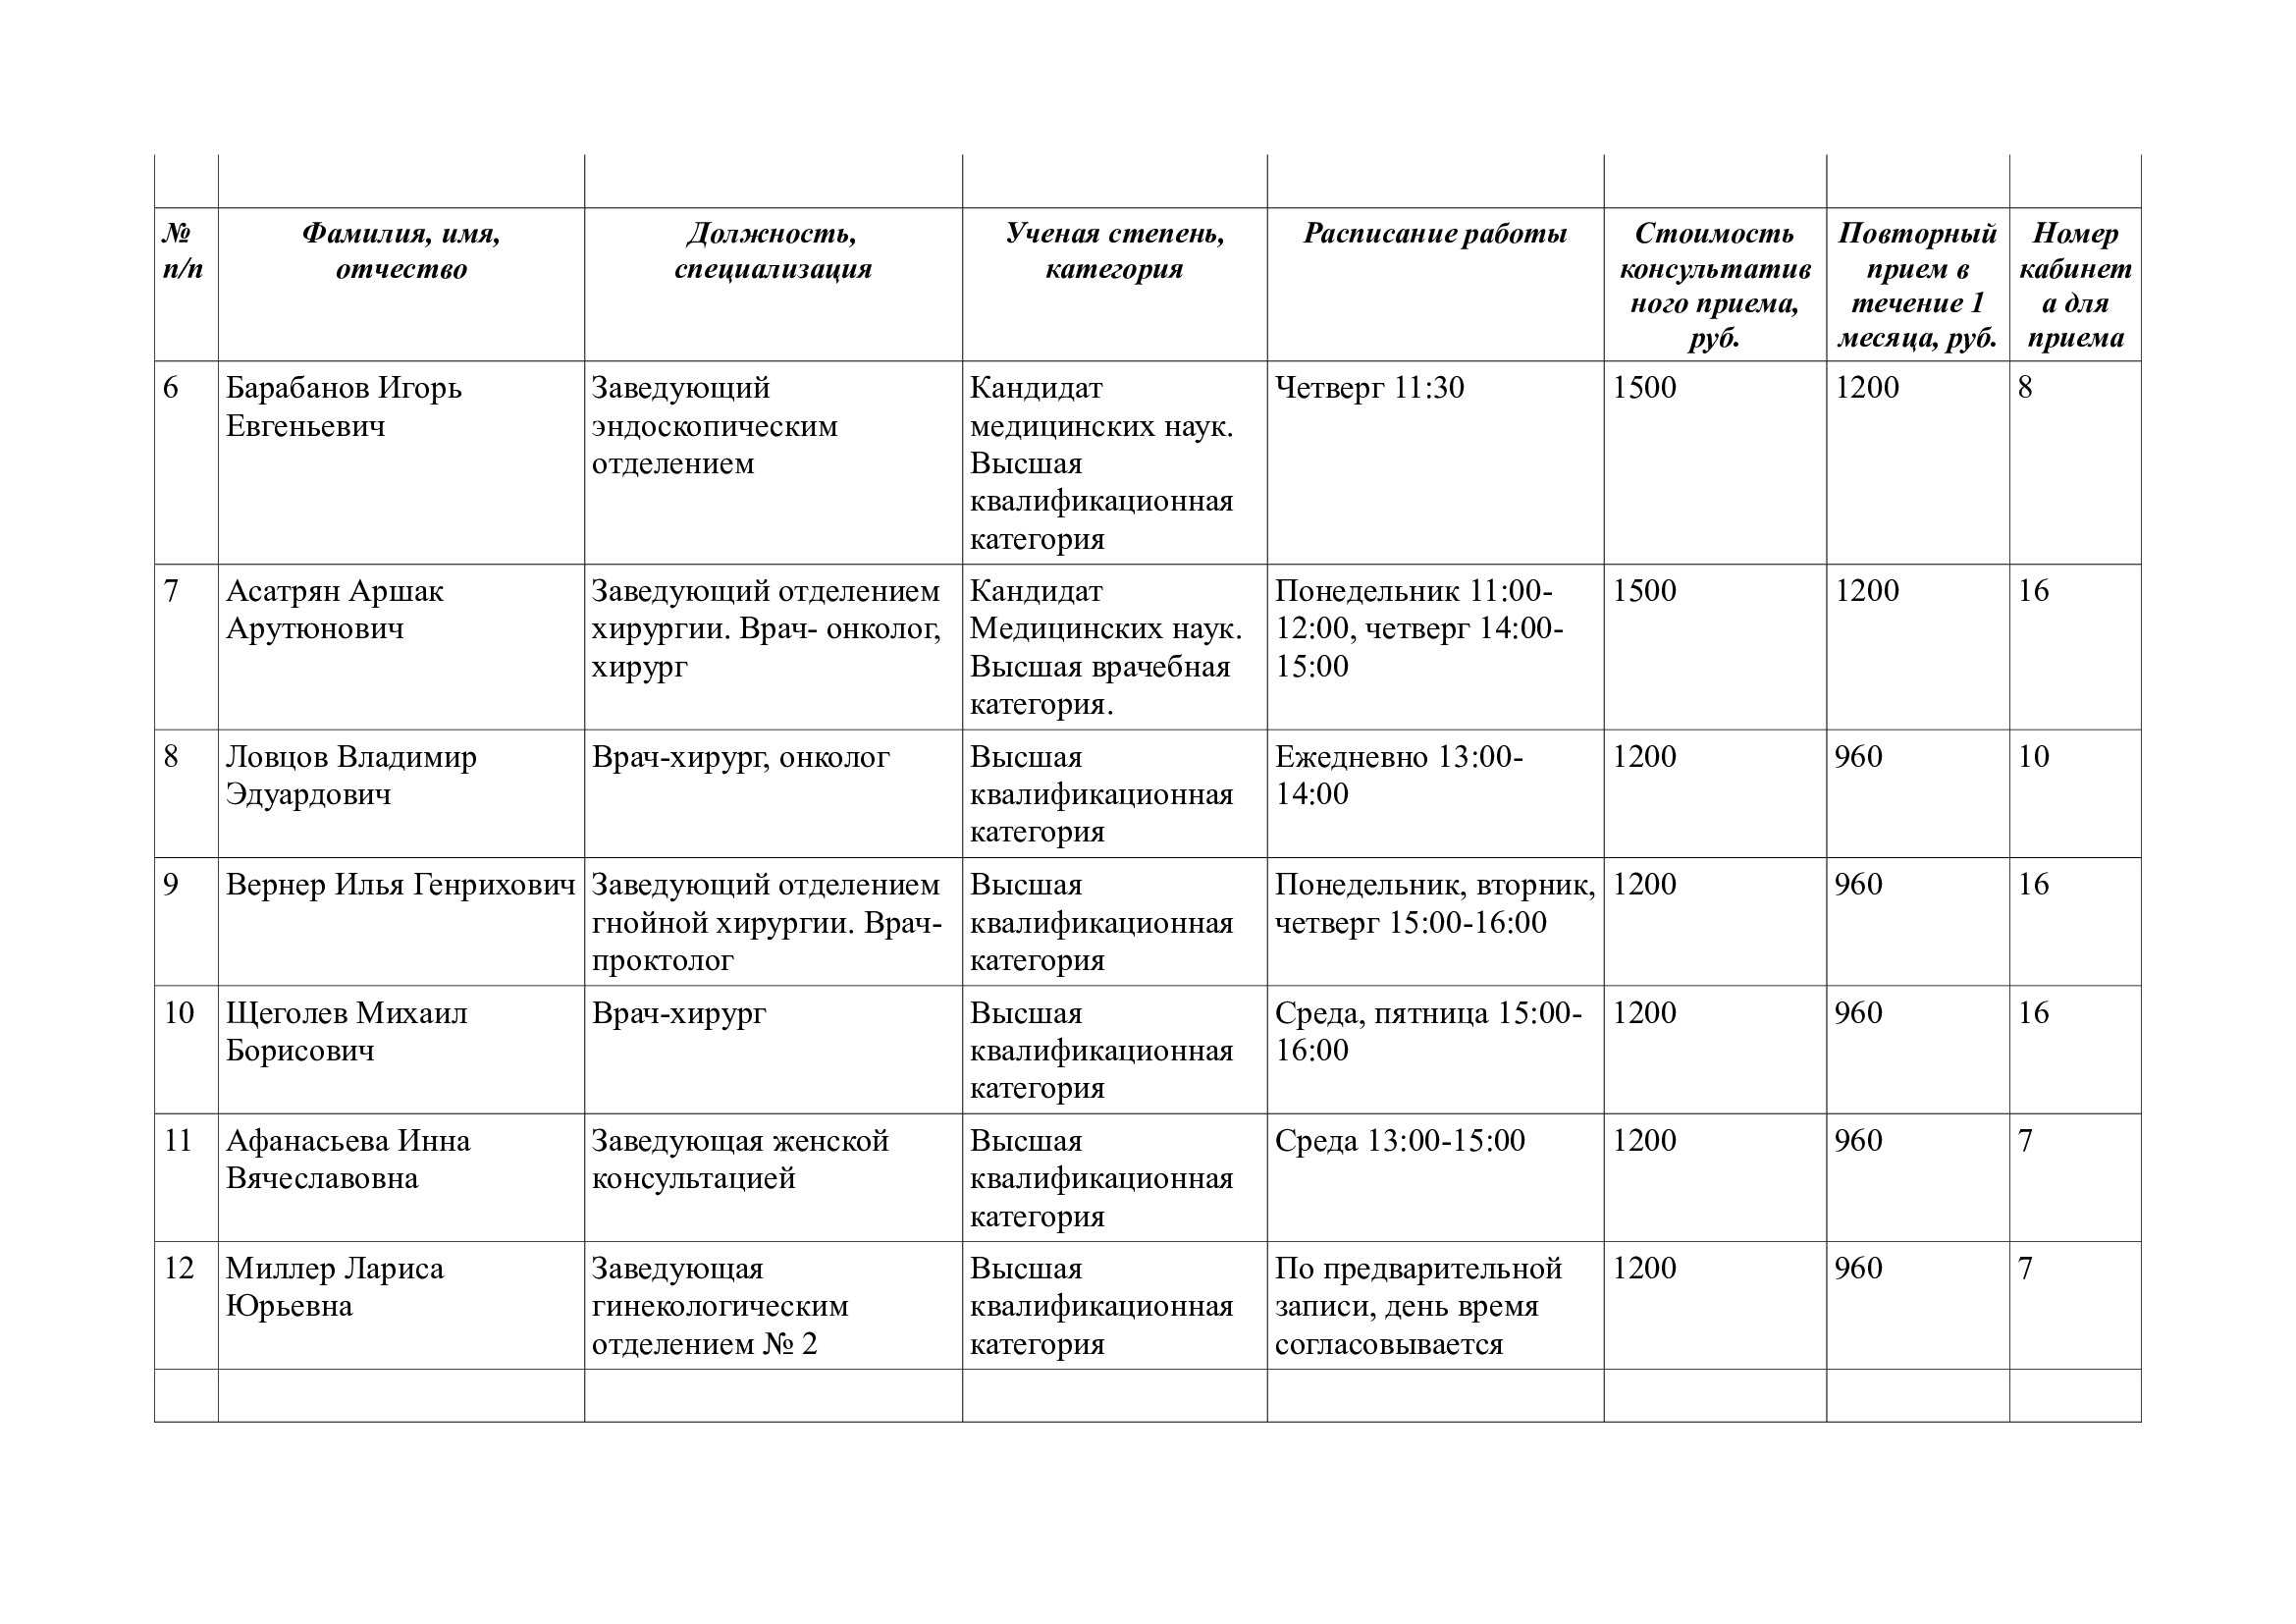 № п/п
Фамилия, имя,
отчество
Должность,
специализация
Ученая степень,
категория
Расписание работы
Стоимость
консультатив
ного приема,
руб.
Повторный
прием в
течение 1
месяца, руб.
Номер
кабинет
а для
приема
6
Барабанов Игорь
Евгеньевич
Заведующий
эндоскопическим
отделением
Кандидат
медицинских наук.
Высшая
квалификационная
категория
Четверг 11:30
1500
1200
8
7
Асатрян Аршак
Арутюнович
Заведующий отделением
хирургии. Врач- онколог,
хирург
Кандидат
Медицинских наук.
Высшая врачебная
категория.
Понедельник 11:00-
12:00, четверг 14:00-
15:00
1500
1200
16
8
Ловцов Владимир
Эдуардович
Врач-хирург, онколог
Высшая
квалификационная
категория
Ежедневно 13:00-
14:00
1200
960
10
9
Вернер Илья Генрихович
Заведующий отделением
гнойной хирургии. Врач-
проктолог
Высшая
квалификационная
категория
Понедельник, вторник,
четверг 15:00-16:00
1200
960
16
10
Щеголев Михаил
Борисович
Врач-хирург
Высшая
квалификационная
категория
Среда, пятница 15:00-
16:00
1200
960
16
11
Афанасьева Инна
Вячеславовна
Заведующая женской
консультацией
Высшая
квалификационная
категория
Среда 13:00-15:00
1200
960
7
12
Миллер Лариса
Юрьевна
Заведующая
гинекологическим
отделением № 2
Высшая
квалификационная
категория
По предварительной
записи, день время
согласовывается
1200
960
7